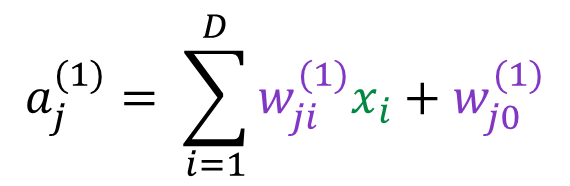 $a_j^{(1)} = \sum_{i=1}^{D} w_{ji}^{(1)} x_i + w_{j0}^{(1)}$